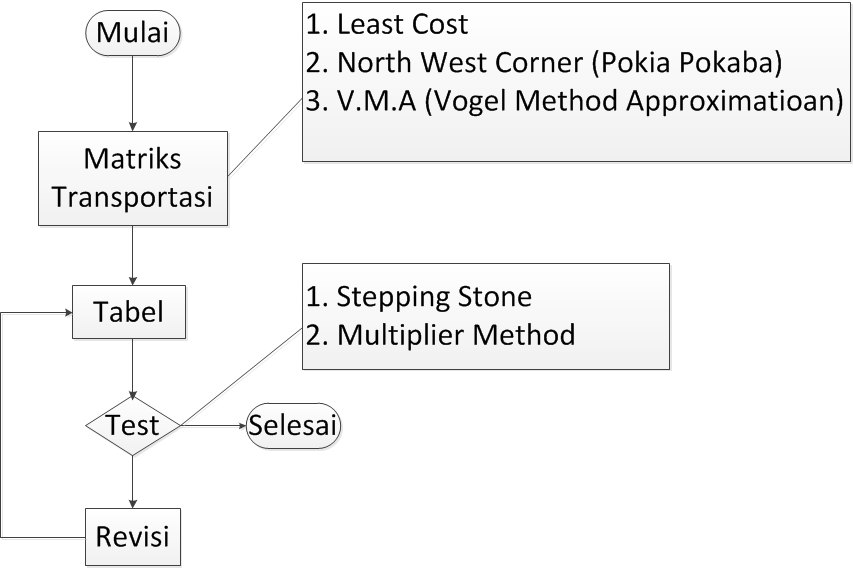 Mulai
1. Least Cost
2. North West Corner (Pokia Pokaba)
3. V.M.A (Vogel Method Approximatioan)
Matriks
Transportasi
Tabel
1. Stepping Stone
2. Multiplier Method
Test
Selesai
Revisi